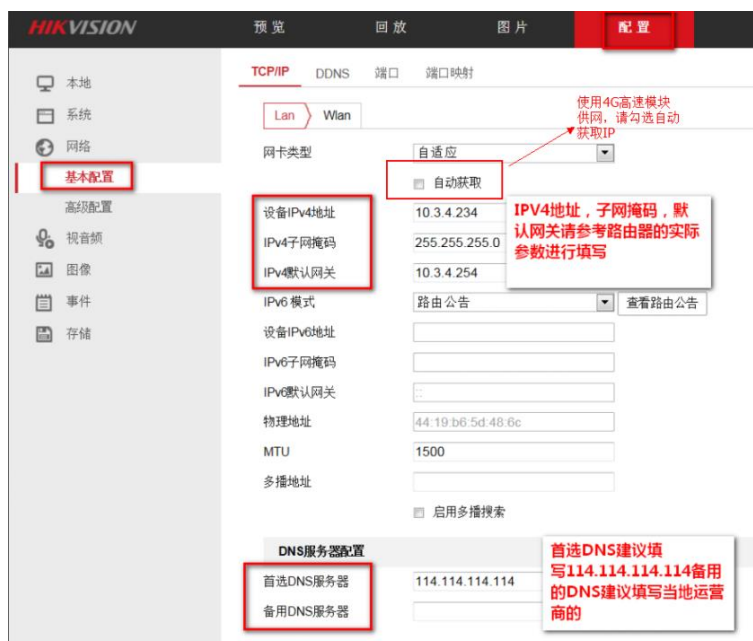 HIKVISION 预览 回放 图片 配置
本地
系统
网络
基本配置
高级配置
视音频
图像
事件
存储
TCP/IP DDNS 端口 端口映射
Lan Wlan
使用4G高速模块
供网，请勾选自动
获取IP
网卡类型 自适应
自动获取
设备IPv4地址 10.3.4.234
IPv4子网掩码 255.255.255.0
IPv4默认网关 10.3.4.254
IPV4地址，子网掩码，默
认网关请参考路由器的实际
参数进行填写
IPv6 模式 路由公告 查看路由公告
设备IPv6地址
IPv6子网掩码
IPv6默认网关 ::
物理地址 44:19:b6:5d:48:6c
MTU 1500
多播地址
启用多播搜索
DNS服务器配置
首选DNS服务器 114.114.114.114
备用DNS服务器
首选DNS建议填
写114.114.114.114备用
的DNS建议填写当地运营
商的